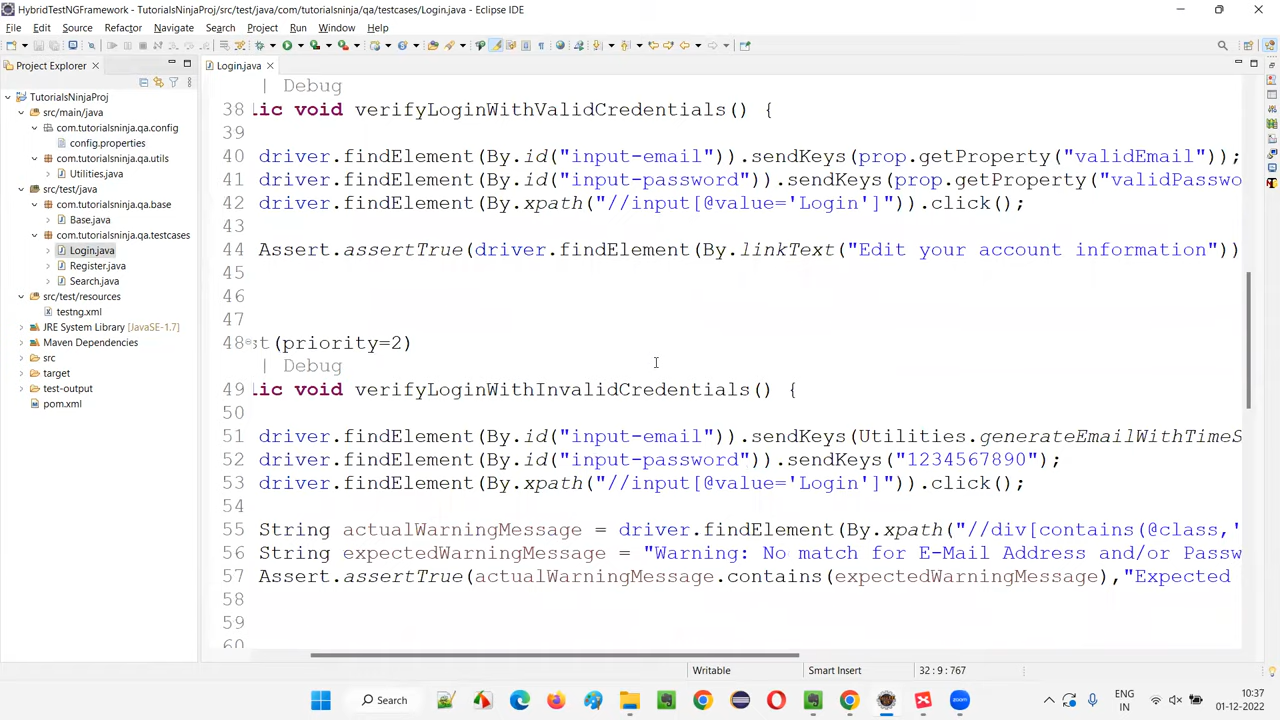 HybridTestNGFramework - TutorialsNinjaProj/src/test/java/com/tutorialsninja/qa/testcases/Login.java - Eclipse IDE
File Edit Source Refactor Navigate Search Project Run Window Help
Project Explorer
Login.java
TutorialsNinjaProj
src/main/java
com.tutorialsninja.qa.config
config.properties
com.tutorialsninja.qa.utils
Utilities.java
src/test/java
com.tutorialsninja.qa.base
Base.java
com.tutorialsninja.qa.testcases
Login.java
Register.java
Search.java
src/test/resources
testng.xml
JRE System Library [JavaSE-1.7]
Maven Dependencies
src
target
test-output
pom.xml
| Debug
38 lic void verifyLoginWithValidCredentials() {
39
40 driver.findElement(By.id("input-email")).sendKeys(prop.getProperty("validEmail"));
41 driver.findElement(By.id("input-password")).sendKeys(prop.getProperty("validPasswo
42 driver.findElement(By.xpath("//input[@value='Login']")).click();
43
44 Assert.assertTrue(driver.findElement(By.linkText("Edit your account information"))
45
46
47
48 st(priority=2)
| Debug
49 lic void verifyLoginWithInvalidCredentials() {
50
51 driver.findElement(By.id("input-email")).sendKeys(Utilities.generateEmailWithTimeS
52 driver.findElement(By.id("input-password")).sendKeys("1234567890");
53 driver.findElement(By.xpath("//input[@value='Login']")).click();
54
55 String actualWarningMessage = driver.findElement(By.xpath("//div[contains(@class,'
56 String expectedWarningMessage = "Warning: No match for E-Mail Address and/or Passw
57 Assert.assertTrue(actualWarningMessage.contains(expectedWarningMessage),"Expected
58
59
60
Writable Smart Insert 32:9:767
Search
ENG
IN
10:37
01-12-2022